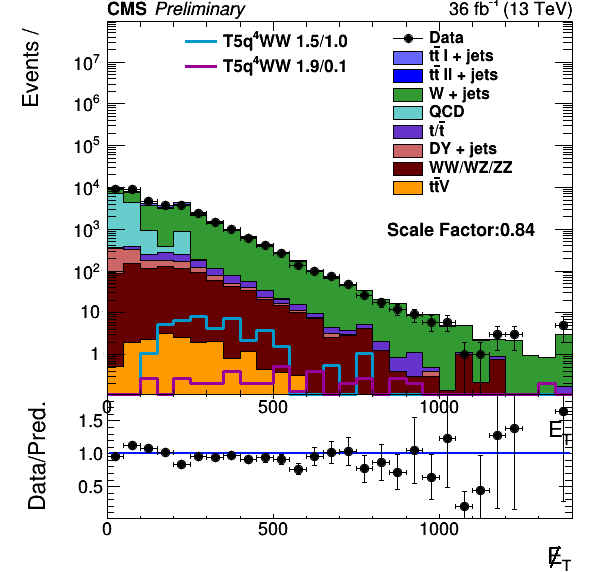 CMS Preliminary 36 fb⁻¹ (13 TeV)
Events /
T5q⁴WW 1.5/1.0
T5q⁴WW 1.9/0.1
Data
tt̄ l + jets
tt̄ ll + jets
W + jets
QCD
t/t̄
DY + jets
WW/WZ/ZZ
tt̄V
Scale Factor:0.84
10⁷
10⁶
10⁵
10⁴
10³
10²
10
1
0 500 1000
E̸_T
Data/Pred.
1.5
1.0
0.5
0 500 1000
E̸_T